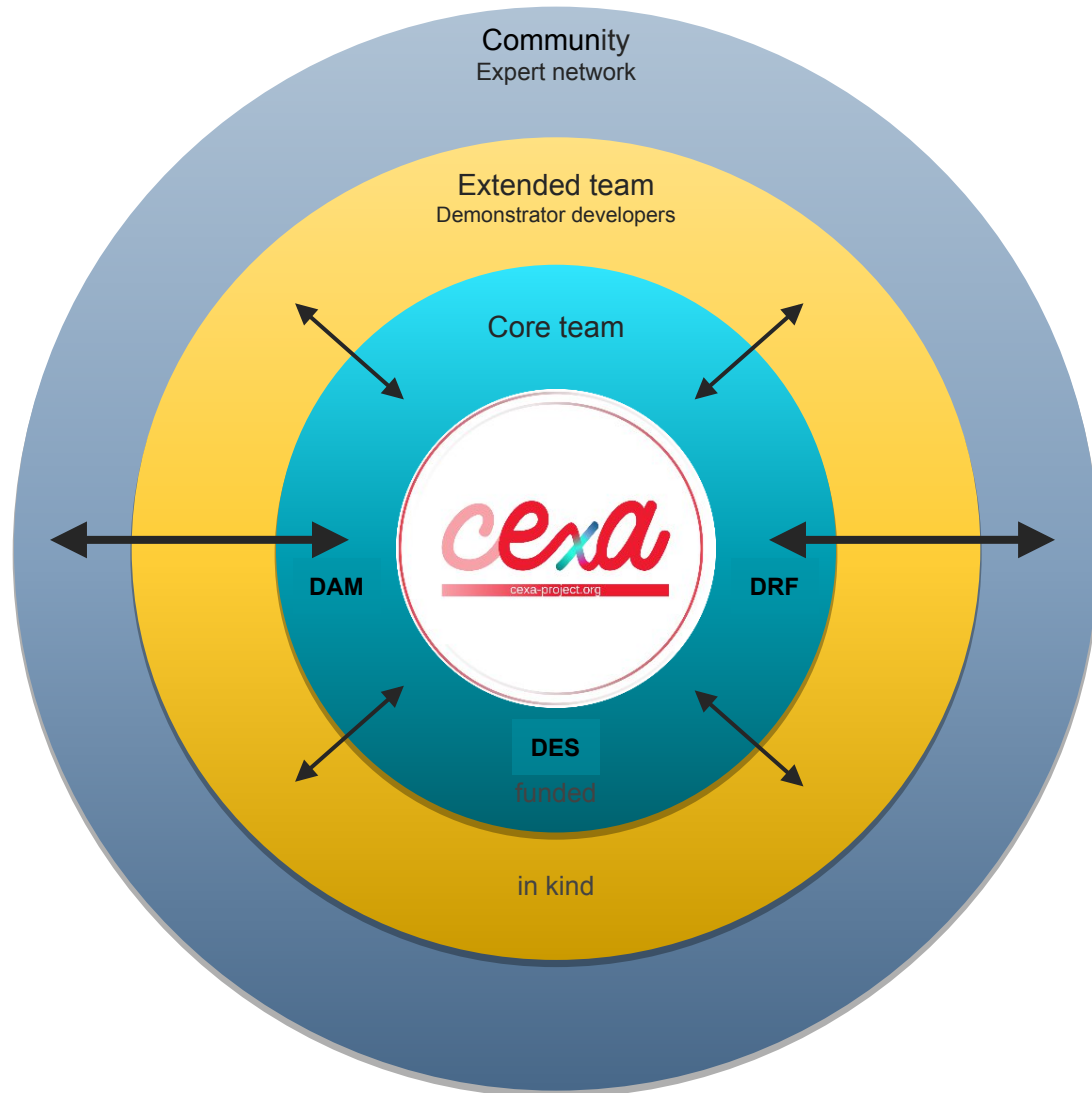 Community
Expert network
Extended team
Demonstrator developers
Core team
cexa
cexa-project.org
DAM
DRF
DES
funded
in kind